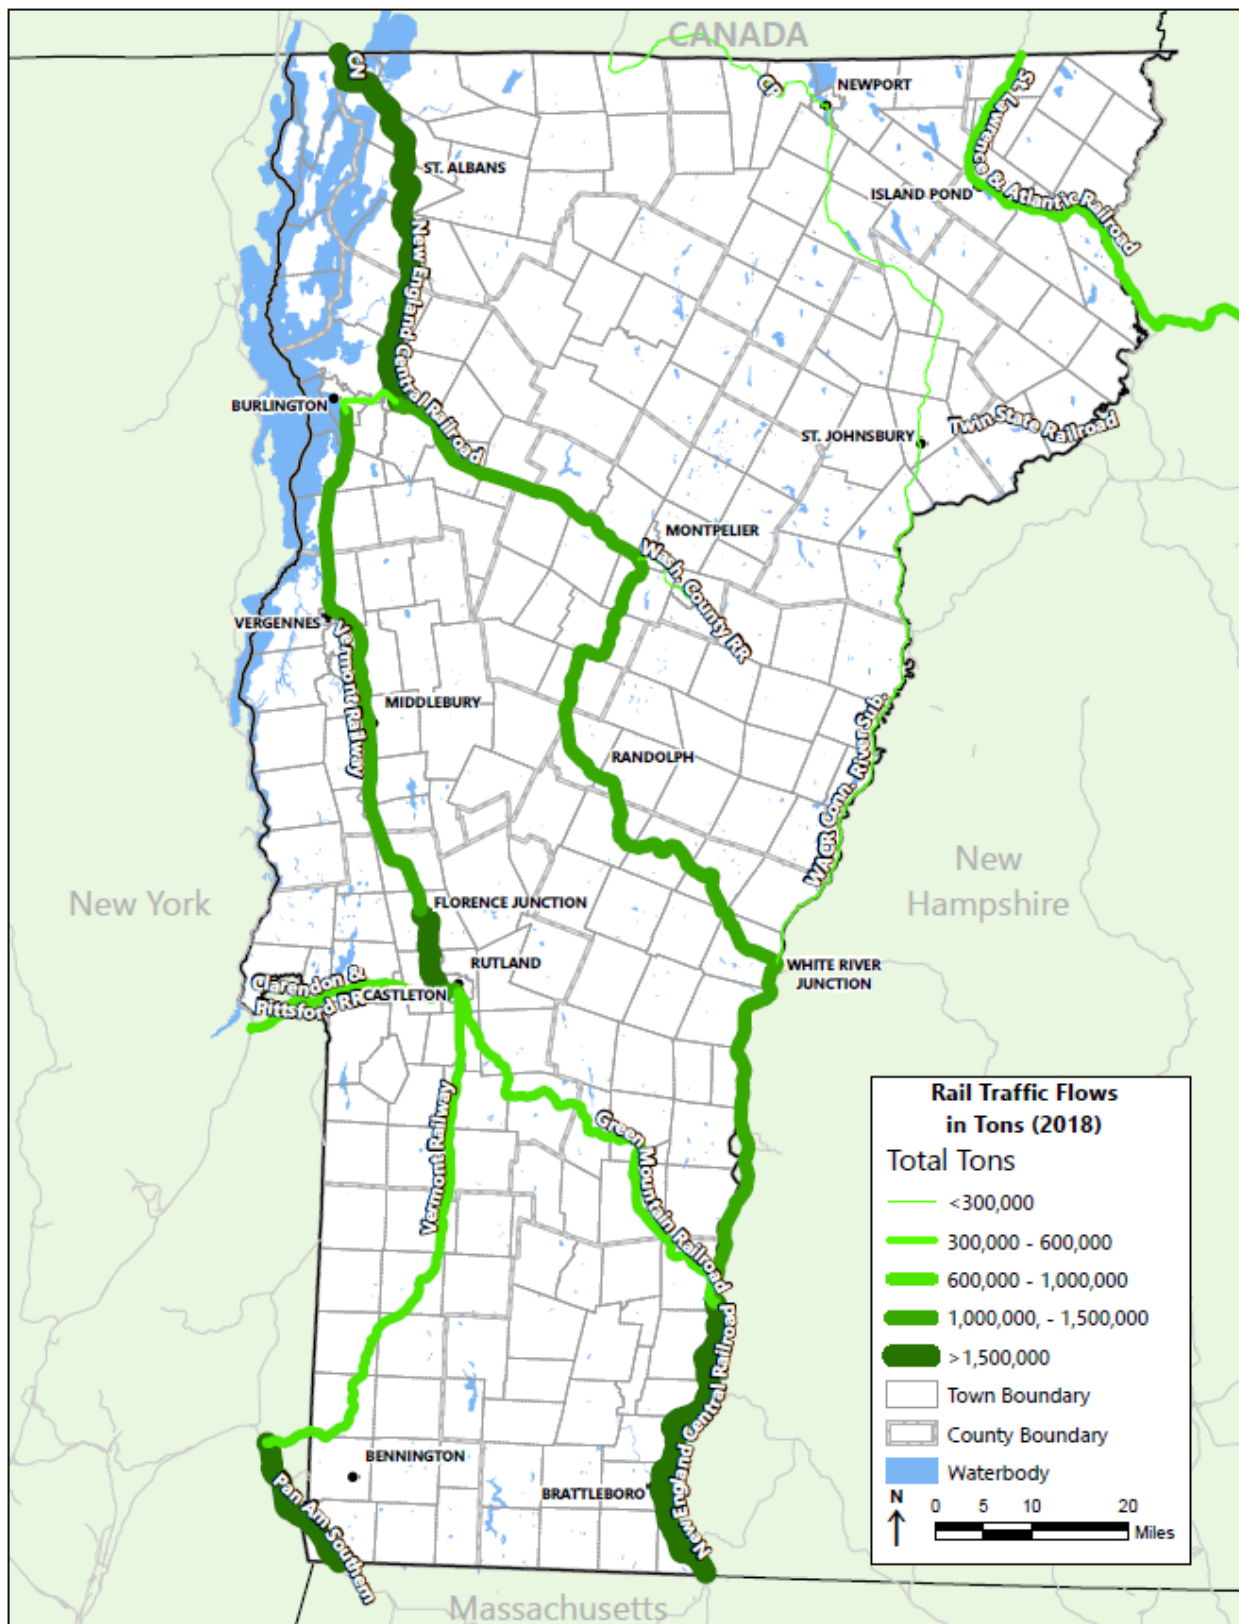 CANADA
CN
CP
NEWPORT
St. Lawrence & Atlantic Railroad
ST. ALBANS
ISLAND POND
New England Central Railroad
BURLINGTON
ST. JOHNSBURY
Twin State Railroad
MONTPELIER
Wash. County RR
VERGENNES
Vermont Railway
MIDDLEBURY
RANDOLPH
WACR Conn. River Sub.
New York
New
Hampshire
FLORENCE JUNCTION
RUTLAND
WHITE RIVER
JUNCTION
Clarendon &
Pittsford RR
CASTLETON
Vermont Railway
Green Mountain Railroad
New England Central Railroad
BENNINGTON
BRATTLEBORO
Pan Am Southern
Massachusetts
Rail Traffic Flows
in Tons (2018)
Total Tons
<300,000
300,000 - 600,000
600,000 - 1,000,000
1,000,000, - 1,500,000
>1,500,000
Town Boundary
County Boundary
Waterbody
N
0 5 10 20
Miles